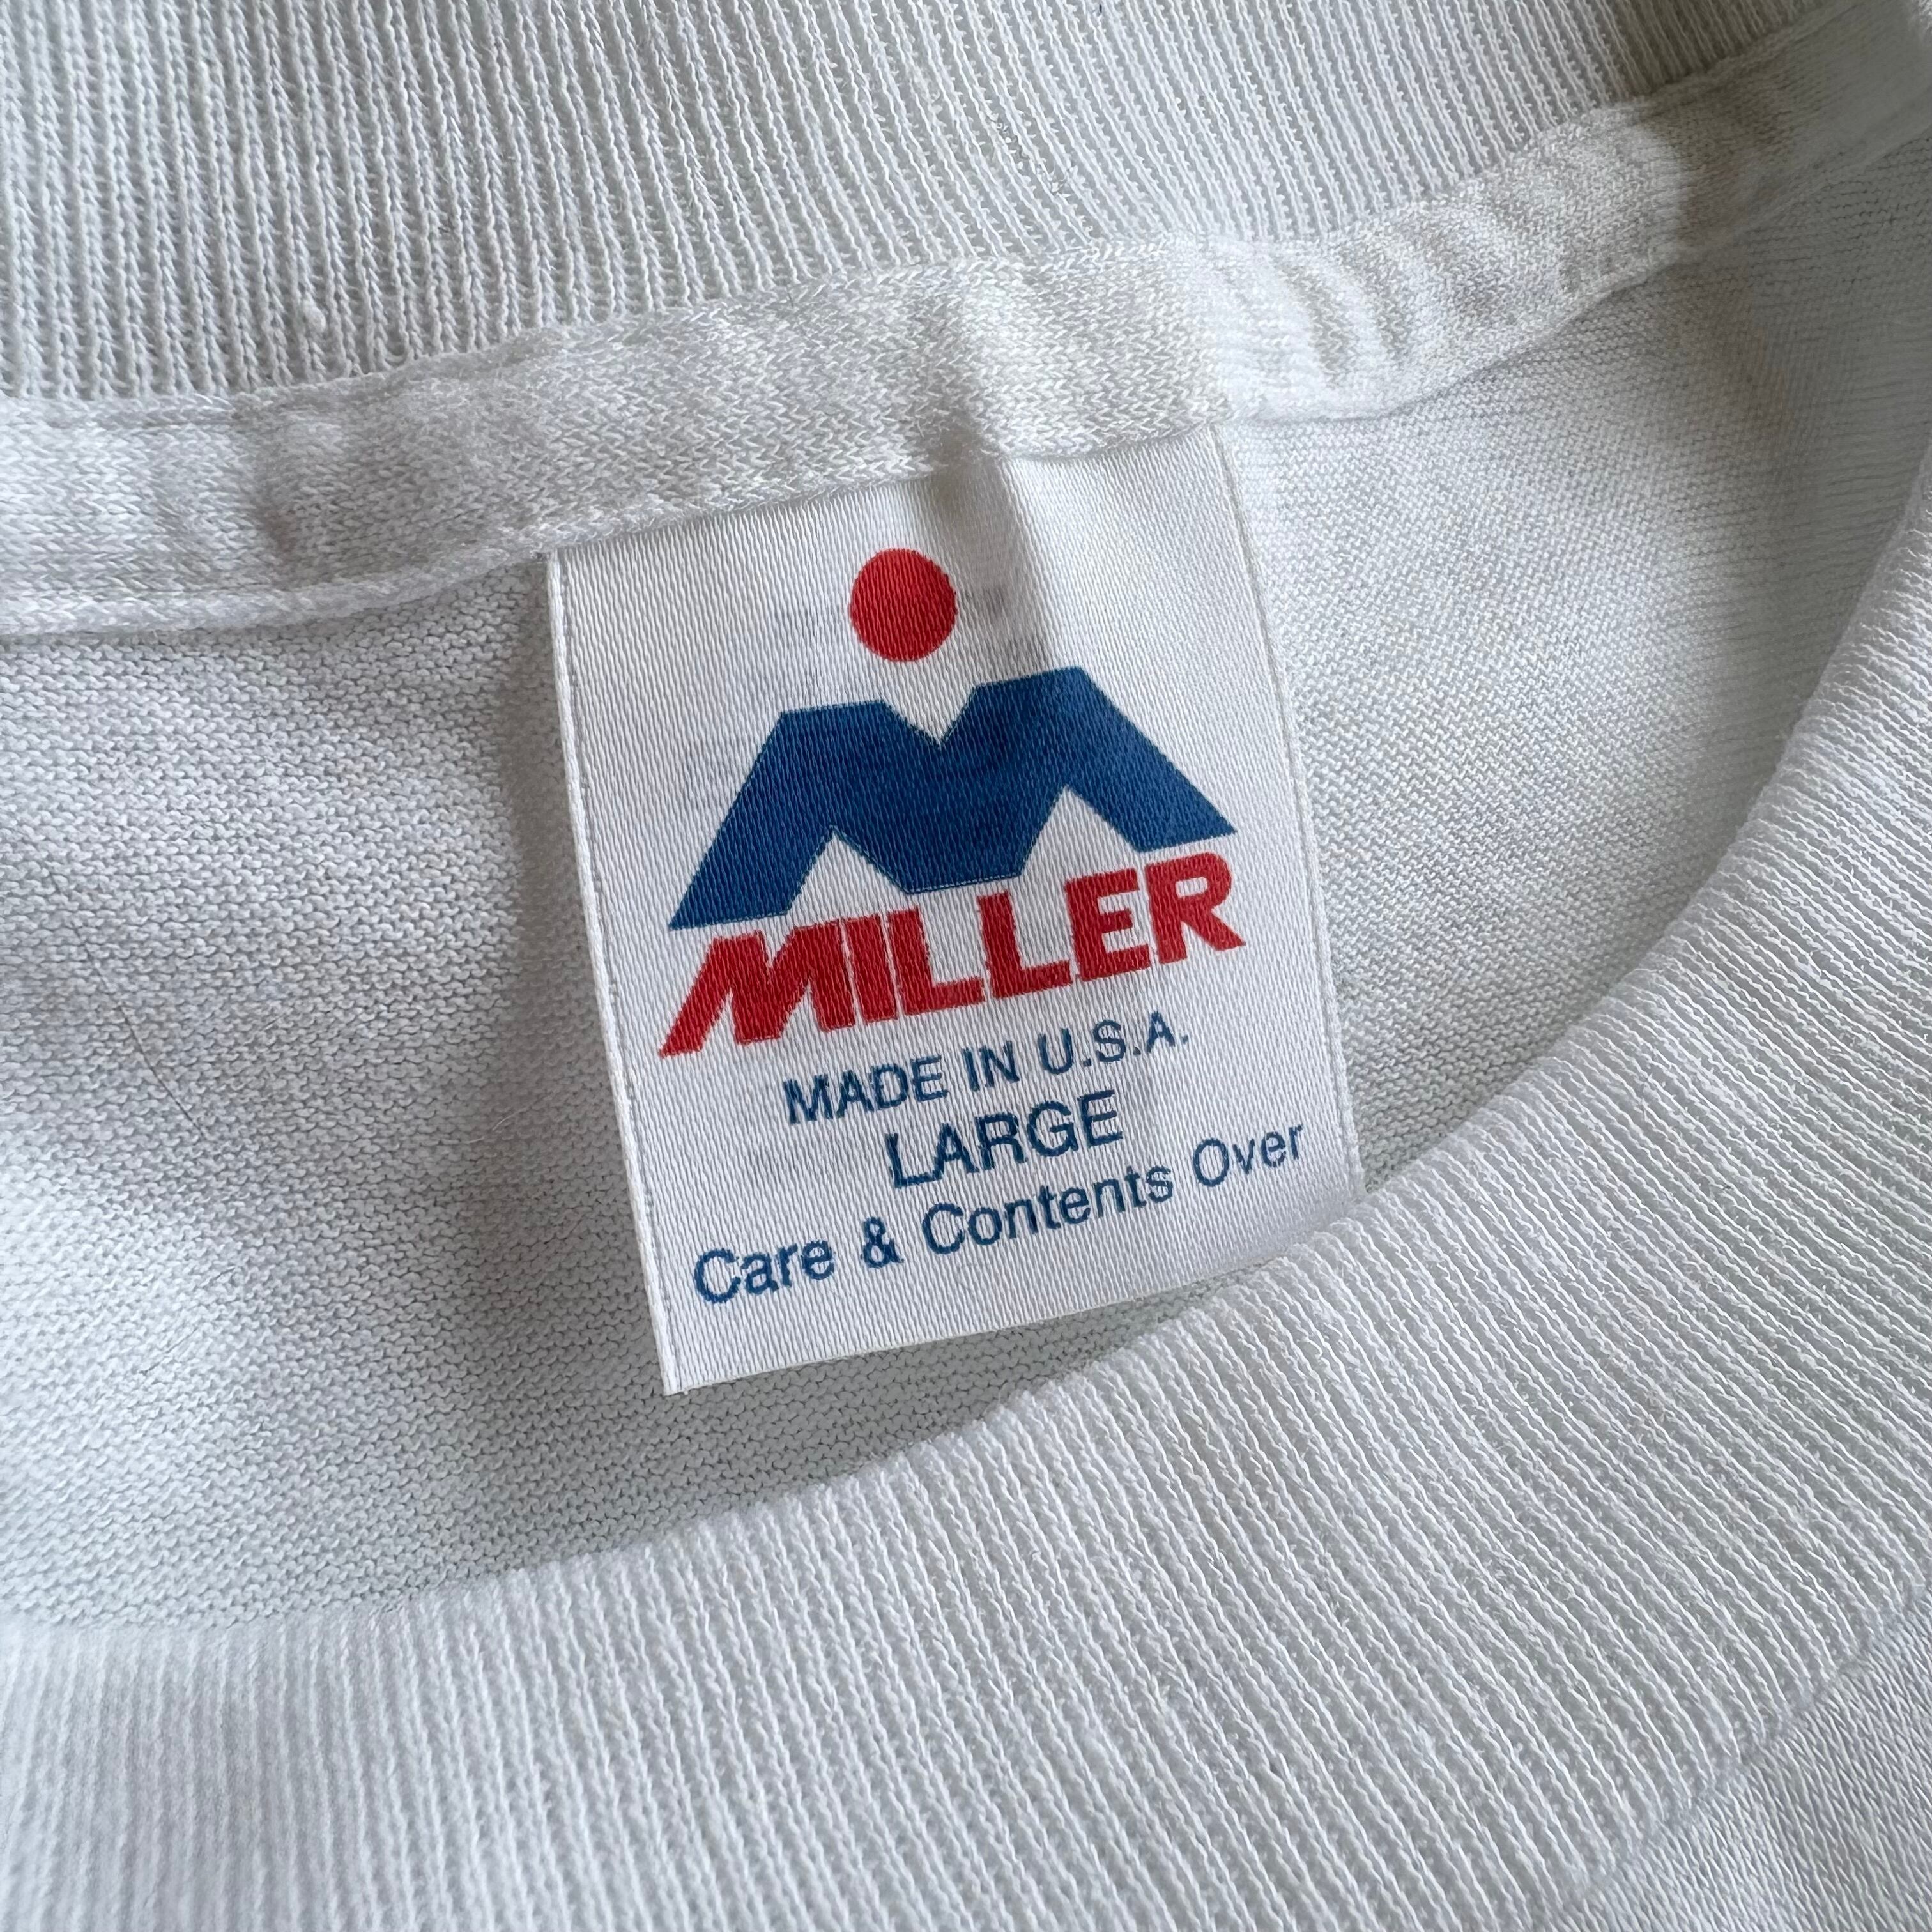 MILLER
MADE IN U.S.A.
LARGE
Care & Contents Over